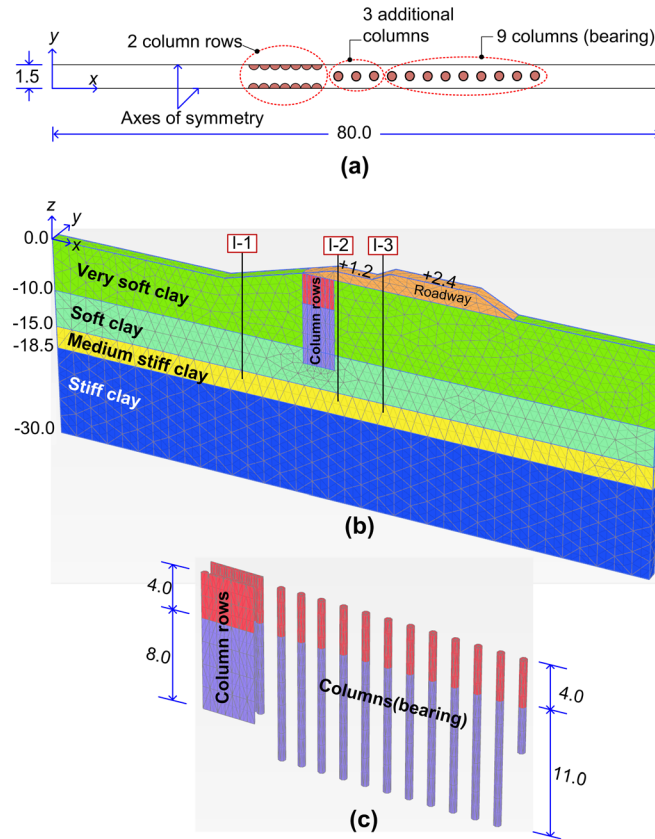 3 additional
columns
9 columns (bearing)
2 column rows
y
1.5
x
Axes of symmetry
80.0
(a)
z
y
0.0
x
I-1
I-2
I-3
+1.2
+2.4
Roadway
Very soft clay
Column rows
-10.0
Soft clay
-15.0
-18.5
Medium stiff clay
Stiff clay
-30.0
(b)
4.0
Column rows
8.0
Columns(bearing)
4.0
11.0
(c)